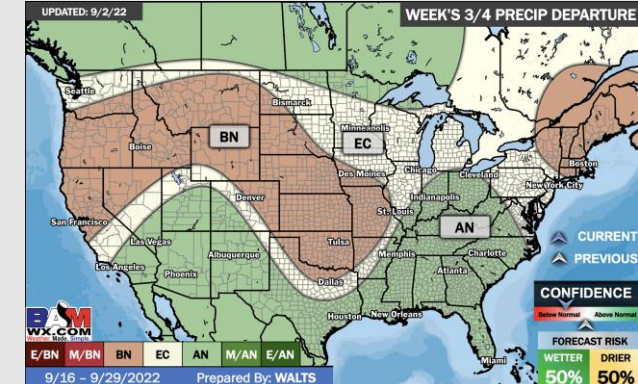 UPDATED: 9/2/22
WEEK'S 3/4 PRECIP DEPARTURE
Seattle
Bismarck
Minneapolis
BN
EC
Boise
Des Moines
Chicago
Cleveland
Boston
New York City
Denver
Indianapolis
St. Louis
San Francisco
AN
Las Vegas
Tulsa
CURRENT
Albuquerque
Memphis
Charlotte
Los Angeles
PREVIOUS
Phoenix
Atlanta
Dallas
CONFIDENCE
Below Normal Above Normal
Houston
New Orleans
BAM
WX.COM
Weather. Made. Simple.
FORECAST RISK
E/BN M/BN BN EC AN M/AN E/AN
WETTER DRIER
Miami
50% 50%
9/16 – 9/29/2022 Prepared By: WALTS